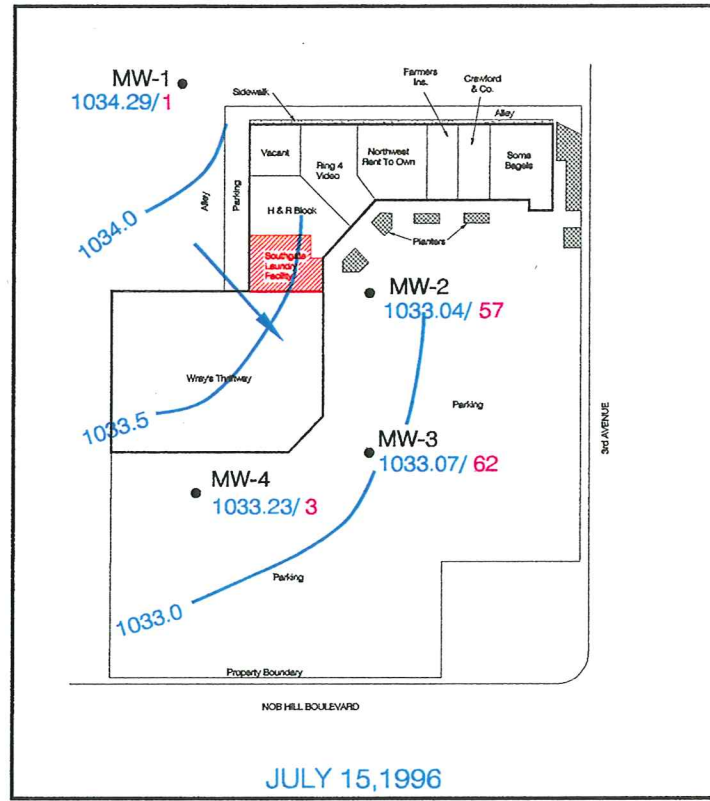 MW-1
1034.29/ 1
Sidewalk
Farmers
Ins.
Crawford
& Co.
Alley
Vacant
Ring 4
Video
Northwest
Rent To Own
Some
Bagels
Alley
Parking
H & R Block
1034.0
Southgate
Laundry
Facility
Planters
MW-2
1033.04/ 57
Wray's Thriftway
Parking
3rd AVENUE
1033.5
MW-3
1033.07/ 62
MW-4
1033.23/ 3
Parking
1033.0
Property Boundary
NOB HILL BOULEVARD
JULY 15,1996